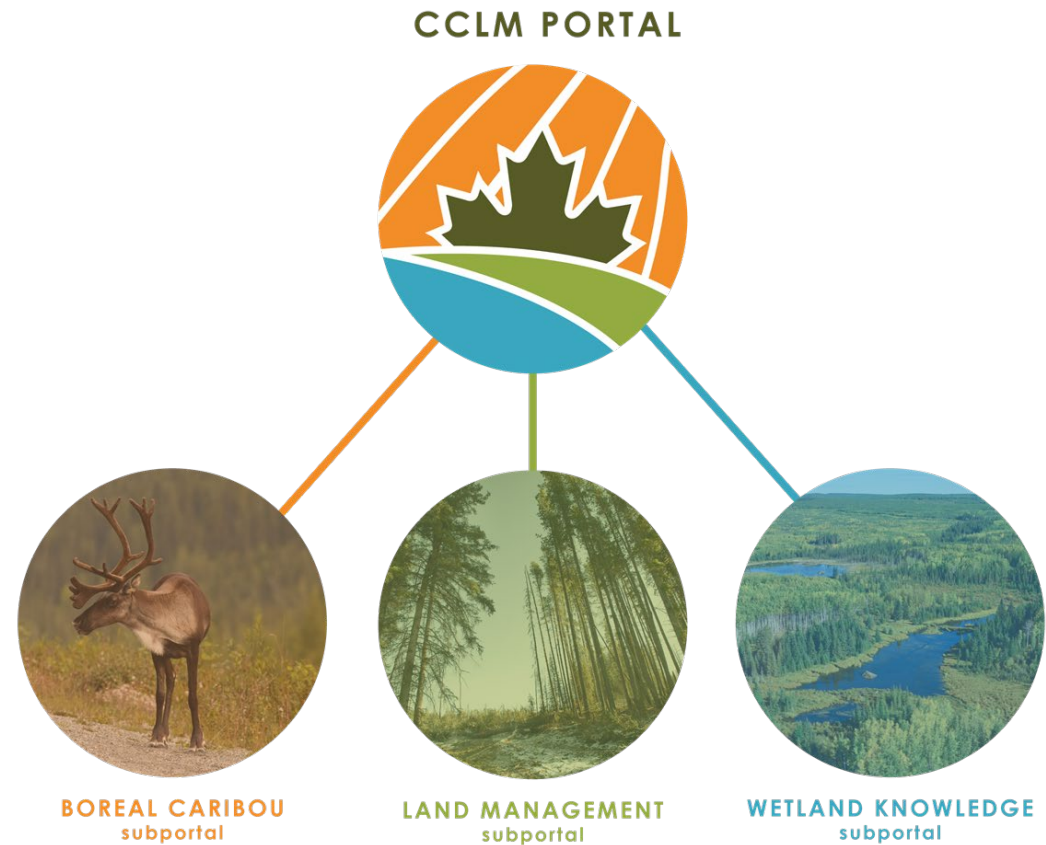 CCLM PORTAL
BOREAL CARIBOU
subportal
LAND MANAGEMENT
subportal
WETLAND KNOWLEDGE
subportal